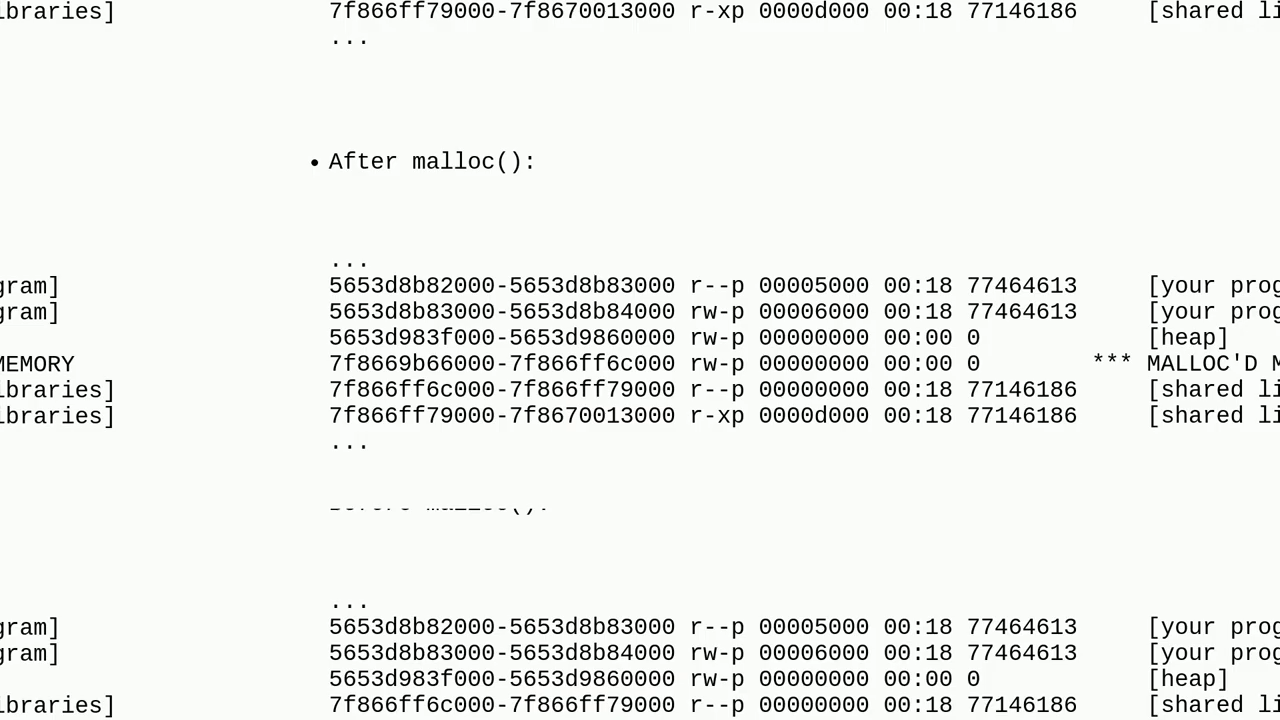 ibraries] 7f866ff79000-7f8670013000 r-xp 0000d000 00:18 77146186 [shared li
...
• After malloc():
...
gram] 5653d8b82000-5653d8b83000 r--p 00005000 00:18 77464613 [your prog
gram] 5653d8b83000-5653d8b84000 rw-p 00006000 00:18 77464613 [your prog
5653d983f000-5653d9860000 rw-p 00000000 00:00 0 [heap]
MEMORY 7f8669b66000-7f866ff6c000 rw-p 00000000 00:00 0 *** MALLOC'D M
ibraries] 7f866ff6c000-7f866ff79000 r--p 00000000 00:18 77146186 [shared li
ibraries] 7f866ff79000-7f8670013000 r-xp 0000d000 00:18 77146186 [shared li
...
...
gram] 5653d8b82000-5653d8b83000 r--p 00005000 00:18 77464613 [your prog
gram] 5653d8b83000-5653d8b84000 rw-p 00006000 00:18 77464613 [your prog
5653d983f000-5653d9860000 rw-p 00000000 00:00 0 [heap]
ibraries] 7f866ff6c000-7f866ff79000 r--p 00000000 00:18 77146186 [shared li